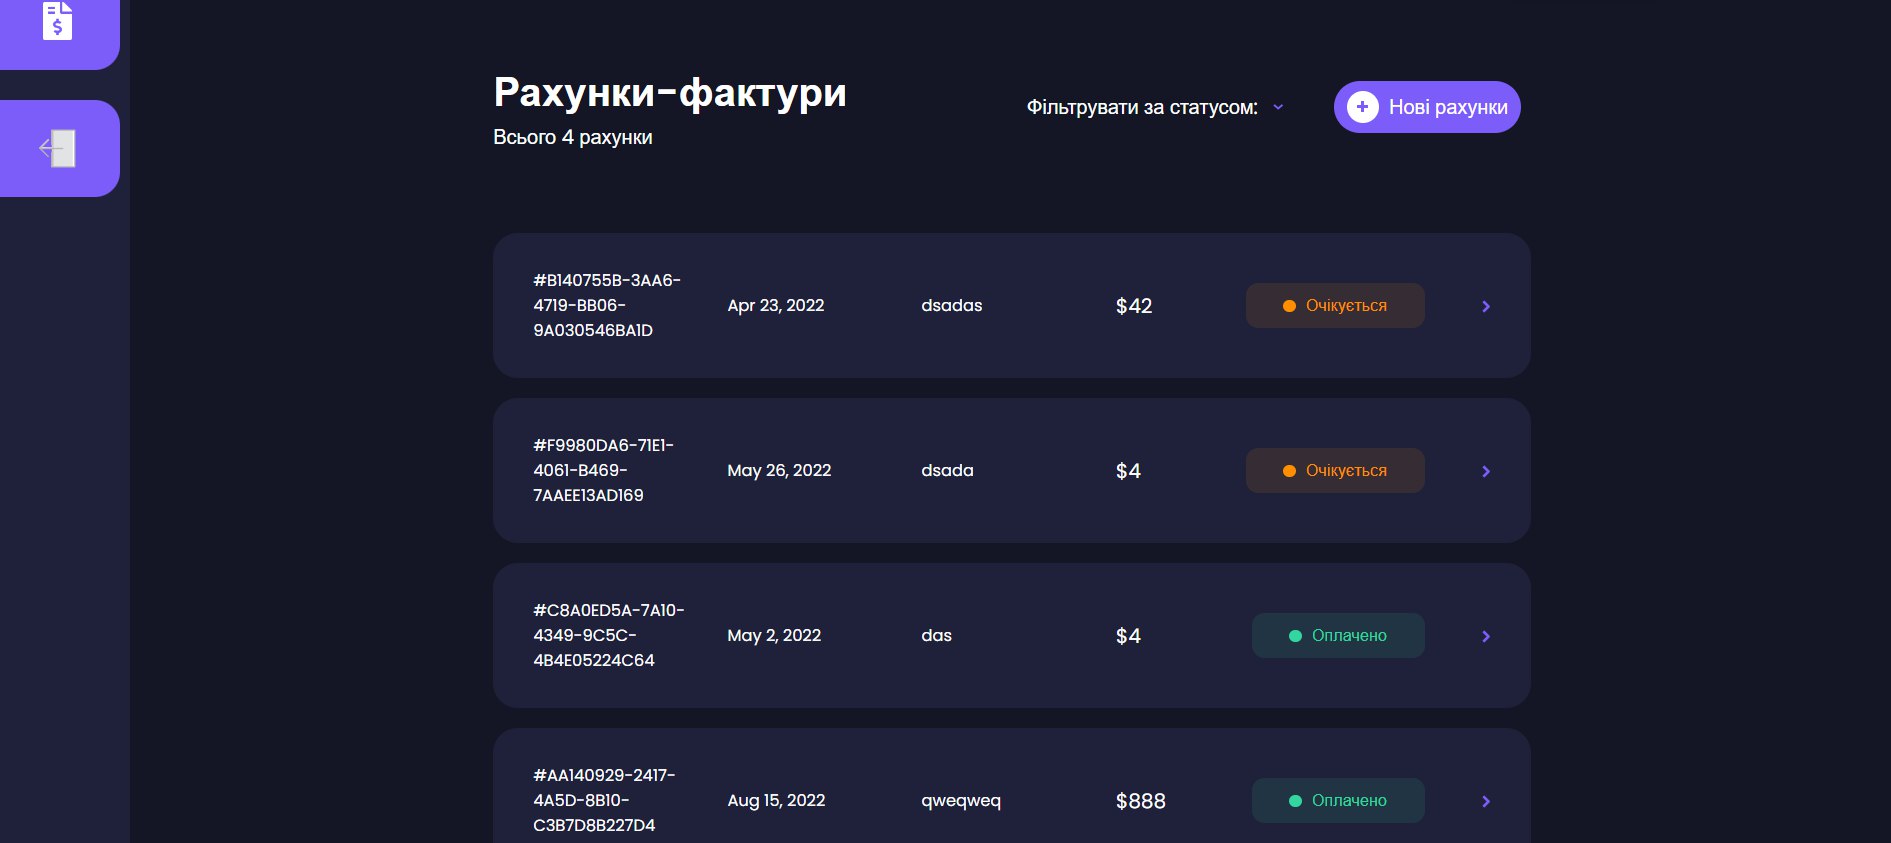 Рахунки-фактури
Всього 4 рахунки
Фільтрувати за статусом:
Нові рахунки
#B140755B-3AA6-
4719-BB06-
9A030546BA1D
Apr 23, 2022
dsadas
$42
Очікується
#F9980DA6-71E1-
4061-B469-
7AAEE13AD169
May 26, 2022
dsada
$4
Очікується
#C8A0ED5A-7A10-
4349-9C5C-
4B4E05224C64
May 2, 2022
das
$4
Оплачено
#AA140929-2417-
4A5D-8B10-
C3B7D8B227D4
Aug 15, 2022
qweqweq
$888
Оплачено